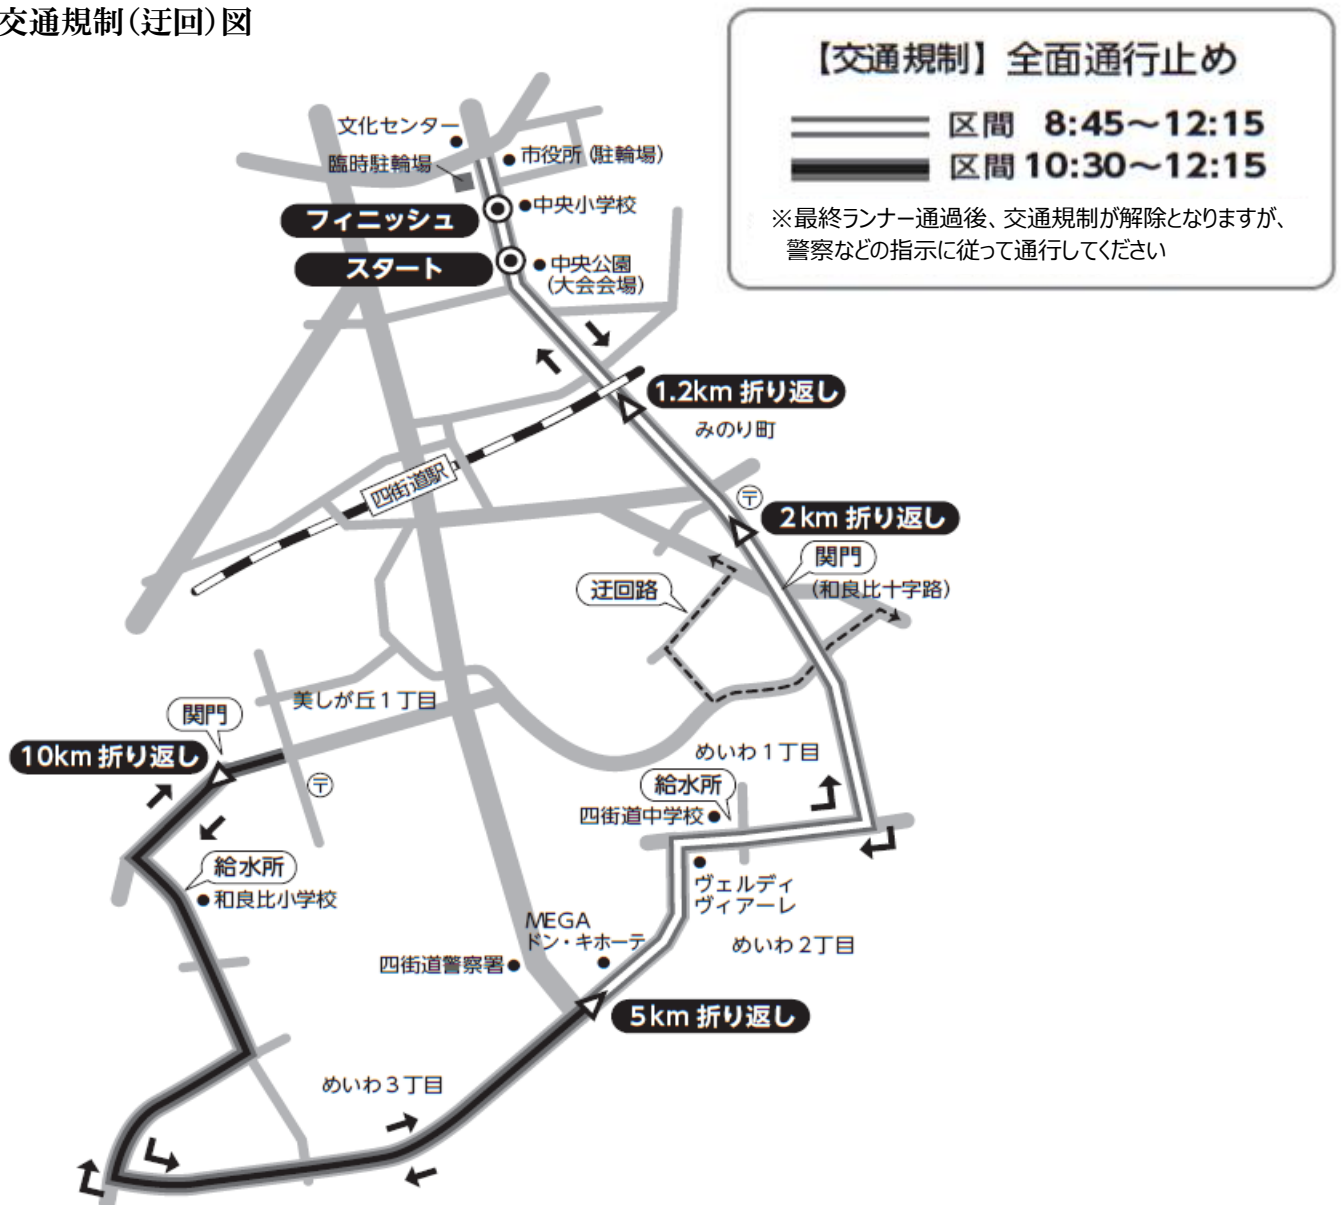 交通規制(迂回)図
【交通規制】全面通行止め
区間 8:45〜12:15
区間 10:30〜12:15
※最終ランナー通過後、交通規制が解除となりますが、
警察などの指示に従って通行してください
文化センター
臨時駐輪場
市役所(駐輪場)
フィニッシュ
中央小学校
スタート
中央公園
(大会会場)
1.2km 折り返し
みのり町
四街道駅
〒
2km 折り返し
関門
(和良比十字路)
迂回路
美しが丘1丁目
関門
10km 折り返し
〒
めいわ1丁目
給水所
四街道中学校
給水所
和良比小学校
ヴェルディ
ヴィアーレ
めいわ2丁目
MEGA
ドン・キホーテ
四街道警察署
5km 折り返し
めいわ3丁目